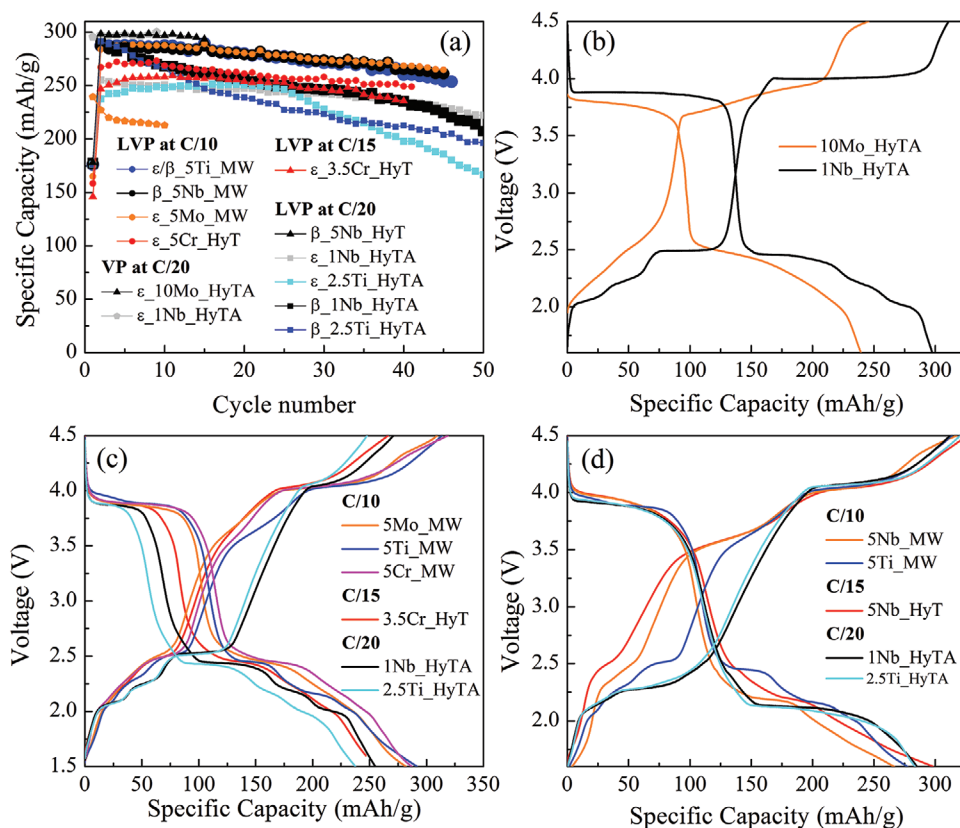 (a)
Specific Capacity (mAh/g)
300
250
200
150
100
50
0
0
10
20
30
40
50
Cycle number
LVP at C/10
ε/β_5Ti_MW
β_5Nb_MW
ε_5Mo_MW
ε_5Cr_HyT
VP at C/20
ε_10Mo_HyTA
ε_1Nb_HyTA
LVP at C/15
ε_3.5Cr_HyT
LVP at C/20
β_5Nb_HyT
ε_1Nb_HyTA
ε_2.5Ti_HyTA
β_1Nb_HyTA
β_2.5Ti_HyTA
(b)
Voltage (V)
4.5
4.0
3.5
3.0
2.5
2.0
0
50
100
150
200
250
300
Specific Capacity (mAh/g)
10Mo_HyTA
1Nb_HyTA
(c)
Voltage (V)
4.5
4.0
3.5
3.0
2.5
2.0
1.5
0
50
100
150
200
250
300
350
Specific Capacity (mAh/g)
C/10
5Mo_MW
5Ti_MW
5Cr_MW
C/15
3.5Cr_HyT
C/20
1Nb_HyTA
2.5Ti_HyTA
(d)
Voltage (V)
4.5
4.0
3.5
3.0
2.5
2.0
0
50
100
150
200
250
300
Specific Capacity (mAh/g)
C/10
5Nb_MW
5Ti_MW
C/15
5Nb_HyT
C/20
1Nb_HyTA
2.5Ti_HyTA